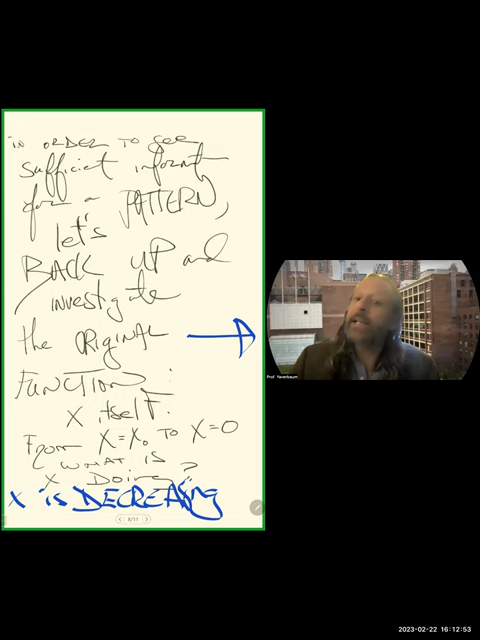 in ORDER TO see
sufficient informt
for a PATTERN,
let's
BACK UP and
investigate
the ORIGINAL
FUNCTION:
X itself.
From X=X₀ TO X=0
WHAT IS
X Doing?
X is DECREASING
8/11
Prof. Yaverbaum
2023-02-22 16:12:53